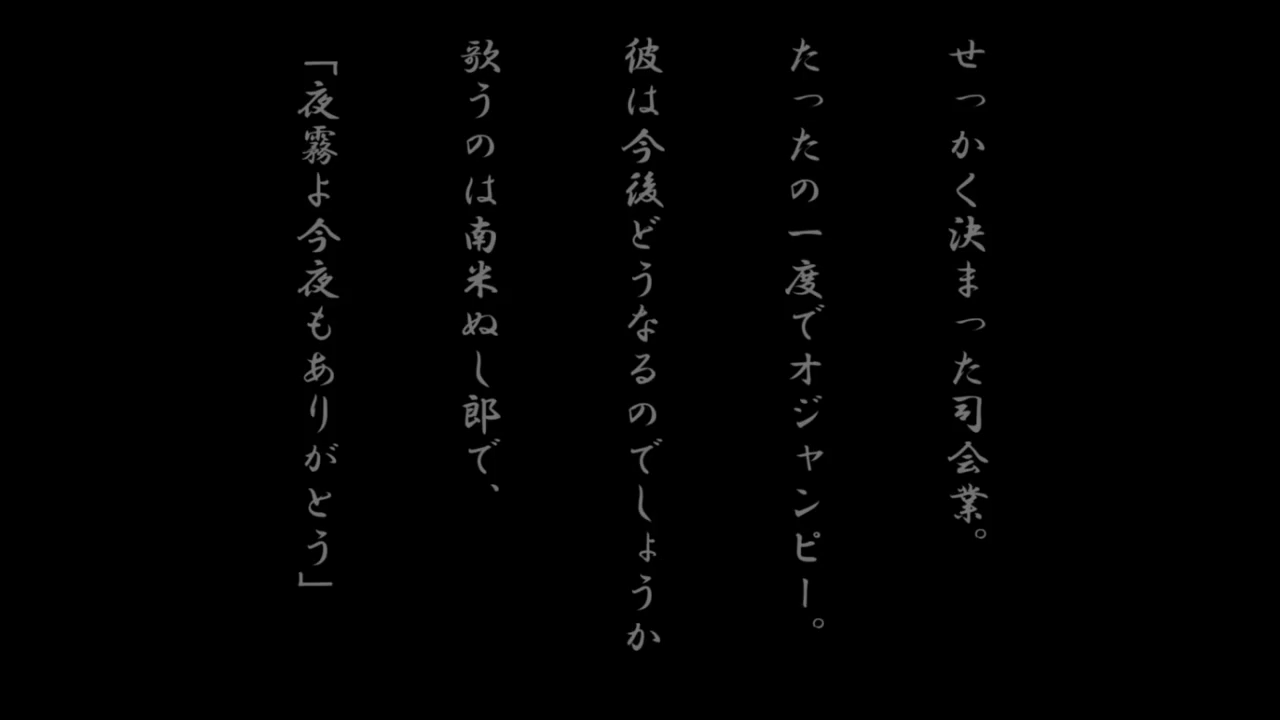 せっかく決まった司会業。
たったの一度でオジャンピー。
彼は今後どうなるのでしょうか
歌うのは南米ぬし郎で、
「夜霧よ今夜もありがとう」